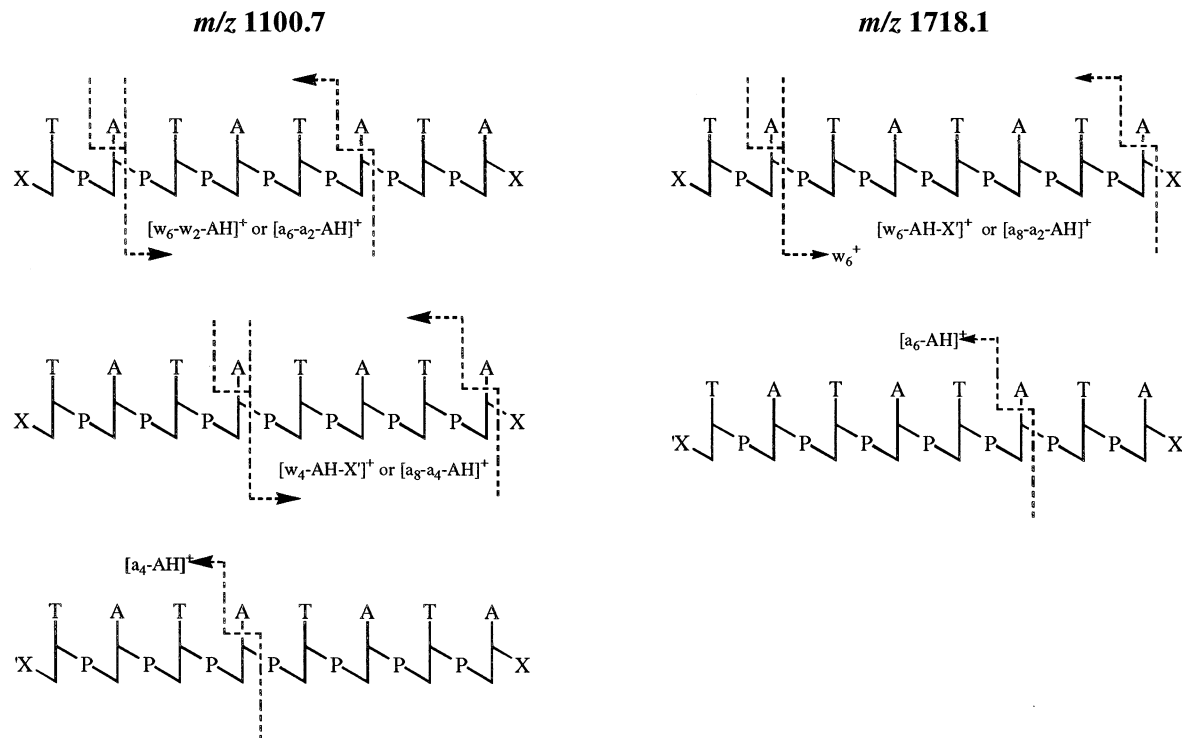 m/z 1100.7
T A T A T A T A
X P P P P P P P X
[w6-w2-AH]+ or [a6-a2-AH]+
T A T A T A T A
X P P P P P P P X
[w4-AH-X']+ or [a8-a4-AH]+
[a4-AH]+
T A T A T A T A
'X P P P P P P P X
m/z 1718.1
T A T A T A T A
X P P P P P P P X
[w6-AH-X']+ or [a8-a2-AH]+
w6+
[a6-AH]+
T A T A T A T A
'X P P P P P P P X